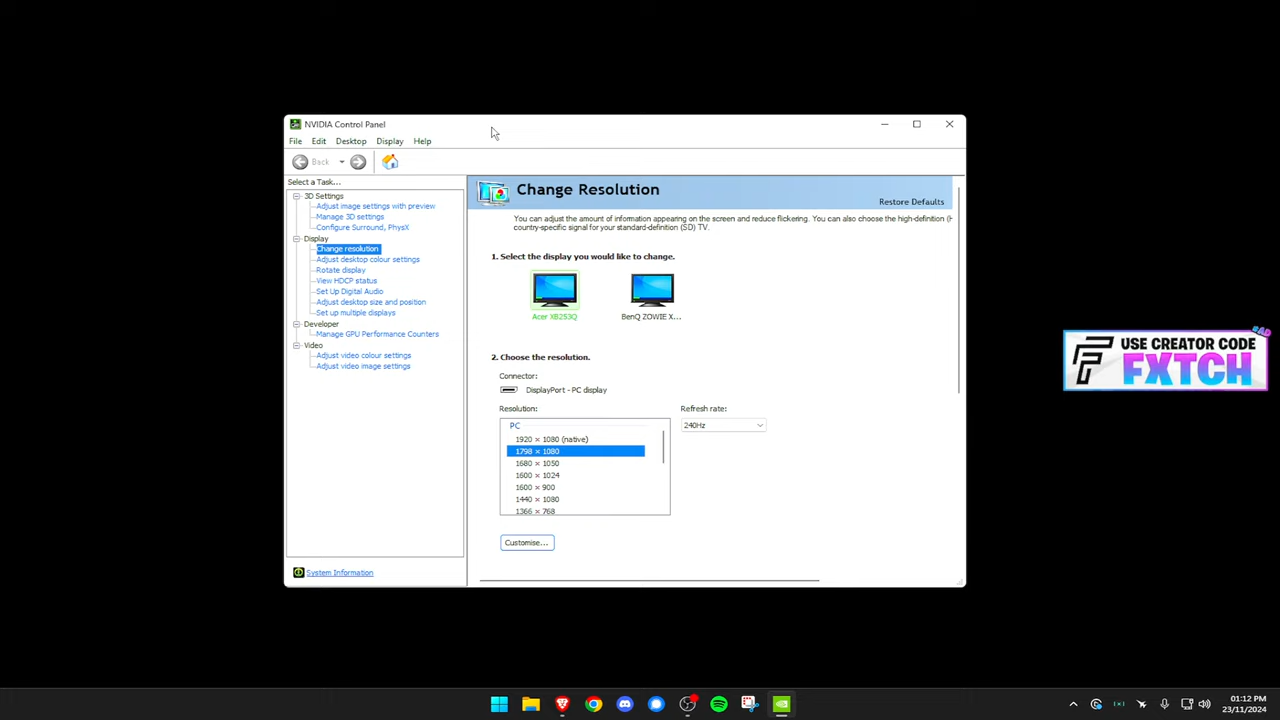 NVIDIA Control Panel
File Edit Desktop Display Help
Back
Select a Task...
3D Settings
Adjust image settings with preview
Manage 3D settings
Configure Surround, PhysX
Display
Change resolution
Adjust desktop colour settings
Rotate display
View HDCP status
Set Up Digital Audio
Adjust desktop size and position
Set up multiple displays
Developer
Manage GPU Performance Counters
Video
Adjust video colour settings
Adjust video image settings
System Information
Change Resolution
Restore Defaults
You can adjust the amount of information appearing on the screen and reduce flickering. You can also choose the high-definition (H
country-specific signal for your standard-definition (SD) TV.
1. Select the display you would like to change.
Acer XB253Q BenQ ZOWIE X...
2. Choose the resolution.
Connector:
DisplayPort - PC display
Resolution: Refresh rate:
PC 240Hz
1920 × 1080 (native)
1798 × 1080
1680 × 1050
1600 × 1024
1600 × 900
1440 × 1080
1366 × 768
Customise...
#AD
USE CREATOR CODE
FXTCH
01:12 PM
23/11/2024